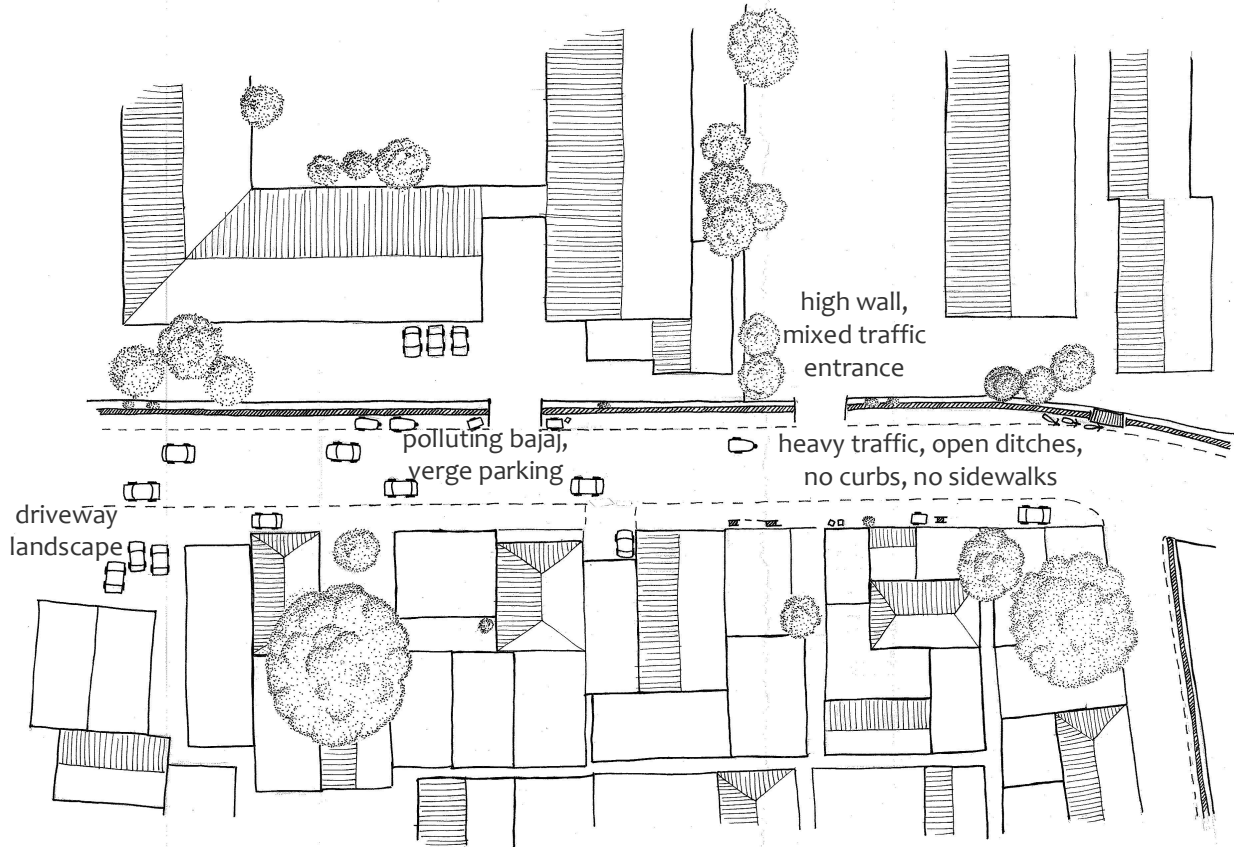 high wall,
mixed traffic
entrance
polluting bajaj,
verge parking
heavy traffic, open ditches,
no curbs, no sidewalks
driveway
landscape